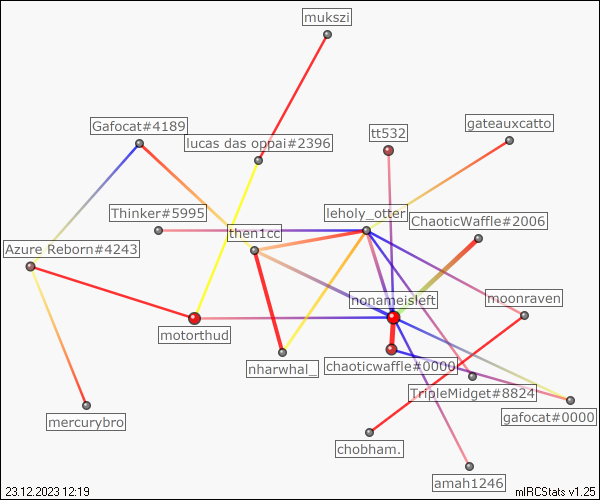 mukszi
Gafocat#4189
gateauxcatto
tt532
lucas das oppai#2396
Thinker#5995
leholy_otter
ChaoticWaffle#2006
then1cc
Azure Reborn#4243
nonameisleft
moonraven
motorthud
nharwhal_
chaoticwaffle#0000
TripleMidget#8824
gafocat#0000
mercurybro
chobham.
amah1246
23.12.2023 12:19
mIRCStats v1.25